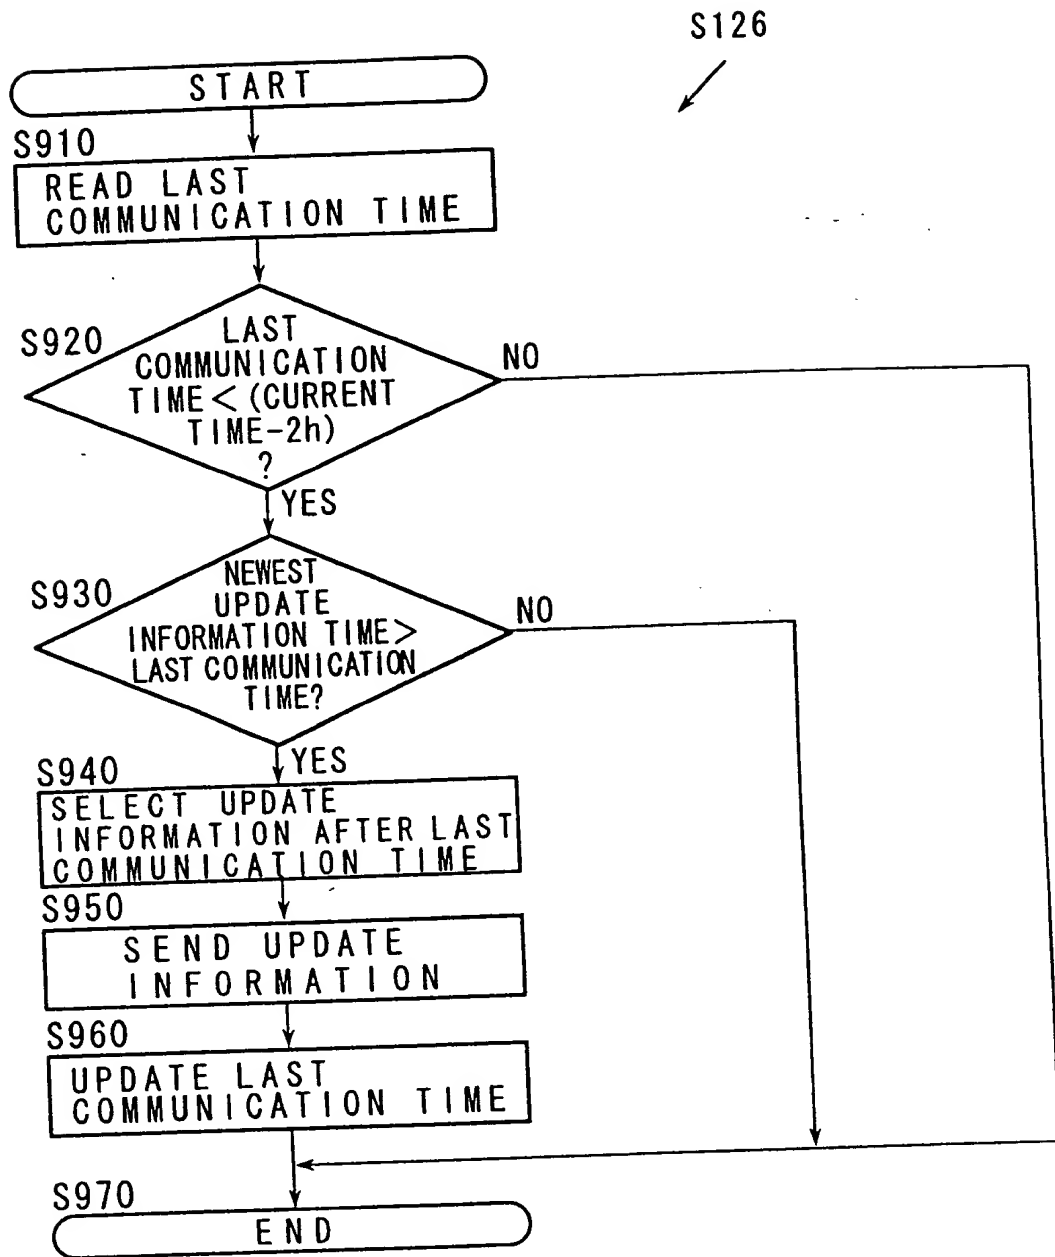 S126
START
S910
READ LAST
COMMUNICATION TIME
S920
LAST
COMMUNICATION
TIME<(CURRENT
TIME-2h)
?
NO
YES
S930
NEWEST
UPDATE
INFORMATION TIME>
LAST COMMUNICATION
TIME?
NO
YES
S940
SELECT UPDATE
INFORMATION AFTER LAST
COMMUNICATION TIME
S950
SEND UPDATE
INFORMATION
S960
UPDATE LAST
COMMUNICATION TIME
S970
END